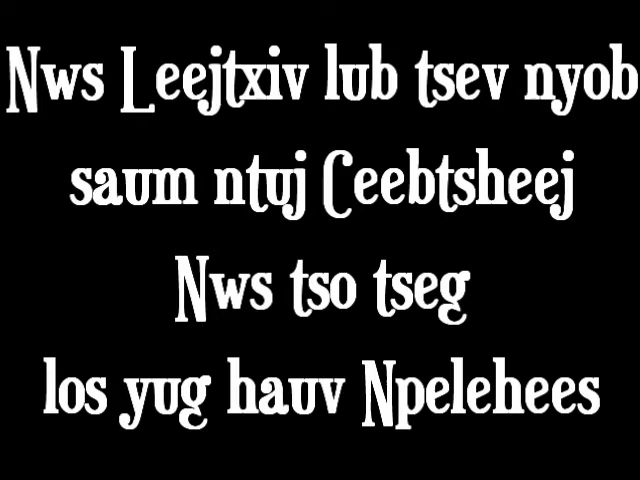 Nws Leejtxiv lub tsev nyob
saum ntuj Ceebtsheej
Nws tso tseg
los yug hauv Npelehees